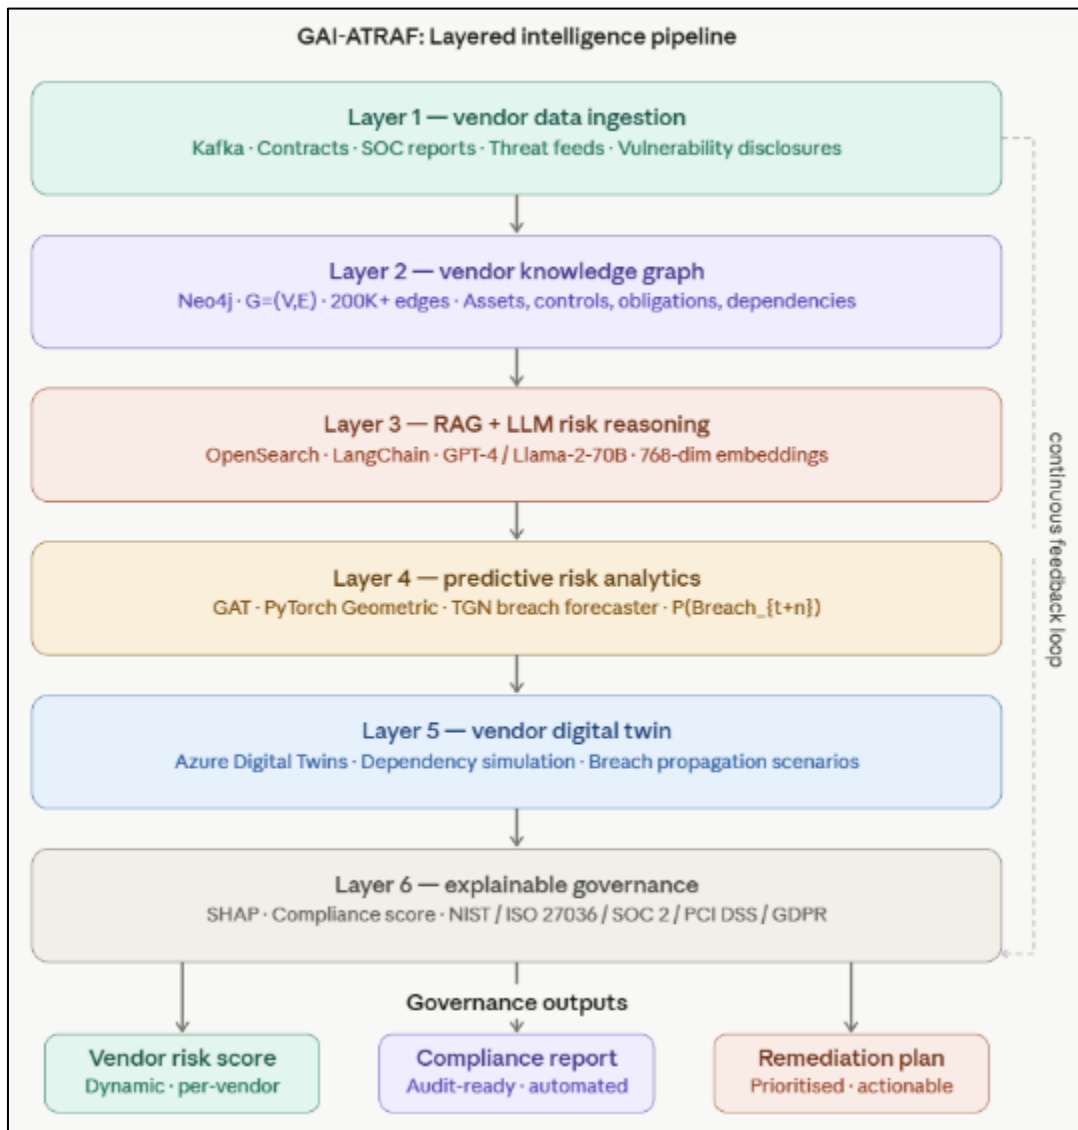 GAI-ATRAF: Layered intelligence pipeline
Layer 1 — vendor data ingestion
Kafka · Contracts · SOC reports · Threat feeds · Vulnerability disclosures
Layer 2 — vendor knowledge graph
Neo4j · G=(V,E) · 200K+ edges · Assets, controls, obligations, dependencies
Layer 3 — RAG + LLM risk reasoning
OpenSearch · LangChain · GPT-4 / Llama-2-70B · 768-dim embeddings
continuous feedback loop
Layer 4 — predictive risk analytics
GAT · PyTorch Geometric · TGN breach forecaster · P(Breach_{t+n})
Layer 5 — vendor digital twin
Azure Digital Twins · Dependency simulation · Breach propagation scenarios
Layer 6 — explainable governance
SHAP · Compliance score · NIST / ISO 27036 / SOC 2 / PCI DSS / GDPR
Governance outputs
Vendor risk score
Dynamic · per-vendor
Compliance report
Audit-ready · automated
Remediation plan
Prioritised · actionable